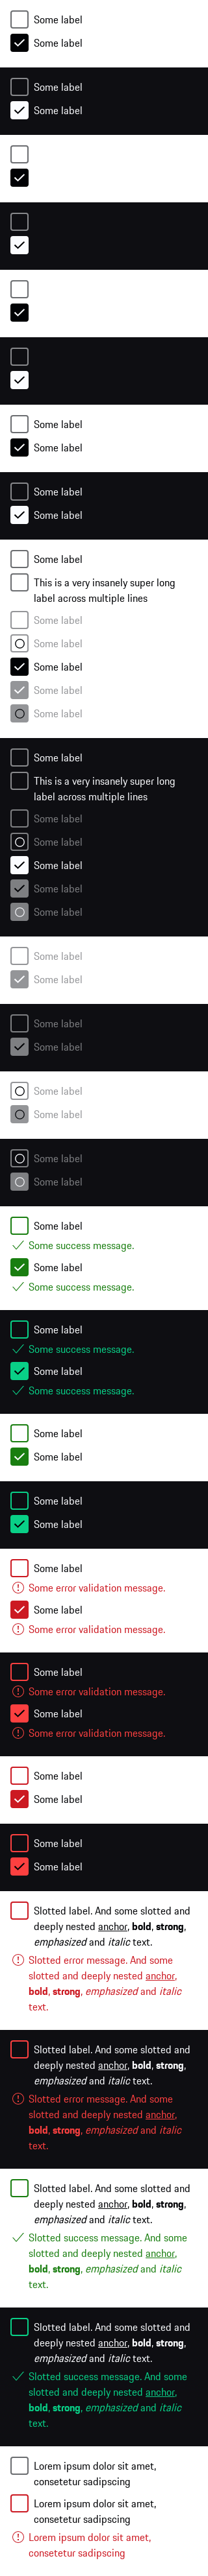 Some label
Some label
Some label
Some label
Some label
Some label
Some label
Some label
Some label
This is a very insanely super long
label across multiple lines
Some label
Some label
Some label
Some label
Some label
Some label
This is a very insanely super long
label across multiple lines
Some label
Some label
Some label
Some label
Some label
Some label
Some label
Some label
Some label
Some label
Some label
Some label
Some label
Some label
Some success message.
Some label
Some success message.
Some label
Some success message.
Some label
Some success message.
Some label
Some label
Some label
Some label
Some label
Some error validation message.
Some label
Some error validation message.
Some label
Some error validation message.
Some label
Some error validation message.
Some label
Some label
Some label
Some label
Slotted label. And some slotted and
deeply nested anchor, bold, strong,
emphasized and italic text.
Slotted error message. And some
slotted and deeply nested anchor,
bold, strong, emphasized and italic
text.
Slotted label. And some slotted and
deeply nested anchor, bold, strong,
emphasized and italic text.
Slotted error message. And some
slotted and deeply nested anchor,
bold, strong, emphasized and italic
text.
Slotted label. And some slotted and
deeply nested anchor, bold, strong,
emphasized and italic text.
Slotted success message. And some
slotted and deeply nested anchor,
bold, strong, emphasized and italic
text.
Slotted label. And some slotted and
deeply nested anchor, bold, strong,
emphasized and italic text.
Slotted success message. And some
slotted and deeply nested anchor,
bold, strong, emphasized and italic
text.
Lorem ipsum dolor sit amet,
consetetur sadipscing
Lorem ipsum dolor sit amet,
consetetur sadipscing
Lorem ipsum dolor sit amet,
consetetur sadipscing